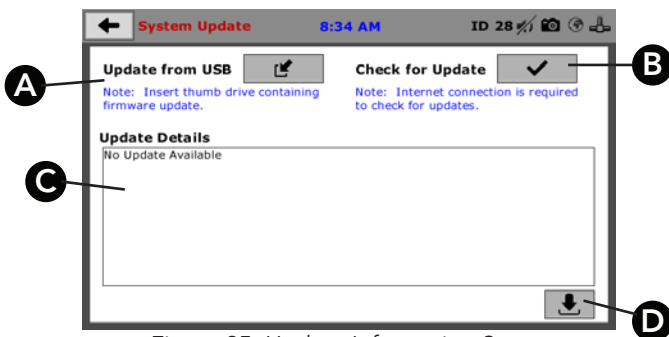 System Update 8:34 AM ID 28
Update from USB Check for Update B
A Note: Insert thumb drive containing Note: Internet connection is required
firmware update. to check for updates.
Update Details
No Update Available
C
D